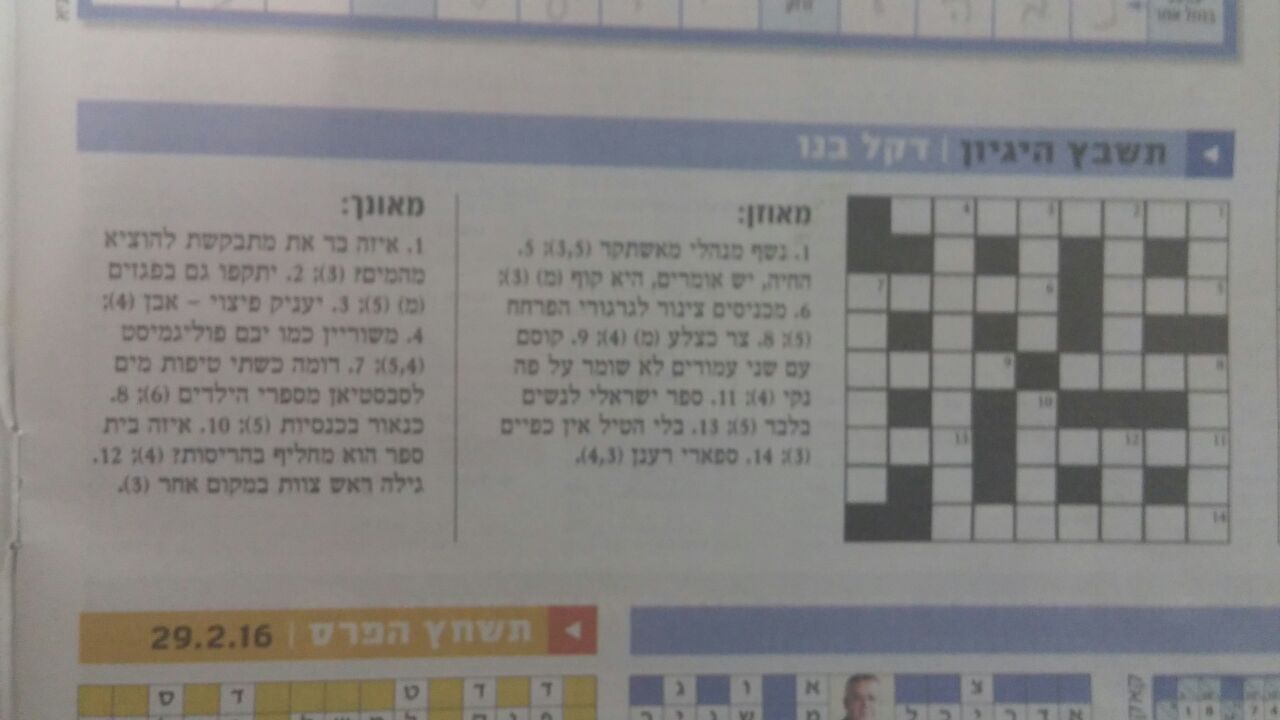 תשבץ היגיון | דקל בנו
מאוזן:
1. נשף מנהלי מאשתקד (3,5); 5.
החיה, יש אומרים, היא קוף (מ) (3);
6. מכניסים צינור לגרגורי הפרחח
(5); 8. צר בצלע (מ) (4); 9. קוסם
עם שני עמודים לא שומר על פה
נקי (4); 11. ספר ישראלי לנשים
בלבד (5); 13. בלי הטיל אין כפיים
(3); 14. ספארי רענן (4,3).
מאונך:
1. איזה בר את מתבקשת להוציא
מהמים? (3); 2. יתקפו גם בפגזים
(מ) (5); 3. יעניק פיצוי – אבן (4);
4. משוריין כמו יבם פוליגמיסט
(5,4); 7. דומה כשתי טיפות מים
לסבסטיאן מספרי הילדים (6); 8.
כנאור בכנסיות (5); 10. איזה בית
ספר הוא מחליף בהריסות? (4); 12.
גילה ראש צוות במקום אחר (3).
1 2 3 4
5 6 7
8 9
10
11 12 13
14
תשחץ הפרס | 29.2.16
ד ד ט ד ס
צ א ו ג